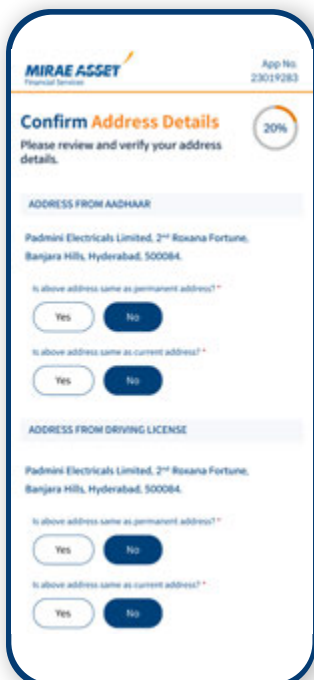 MIRAE ASSET
Financial Services
App No.
23019283
Confirm Address Details
20%
Please review and verify your address
details.
ADDRESS FROM AADHAAR
Padmini Electricals Limited, 2ⁿᵈ Roxana Fortune,
Banjara Hills, Hyderabad, 500084.
Is above address same as permanent address? *
Yes
No
Is above address same as current address? *
Yes
No
ADDRESS FROM DRIVING LICENSE
Padmini Electricals Limited, 2ⁿᵈ Roxana Fortune,
Banjara Hills, Hyderabad, 500084.
Is above address same as permanent address? *
Yes
No
Is above address same as current address? *
Yes
No